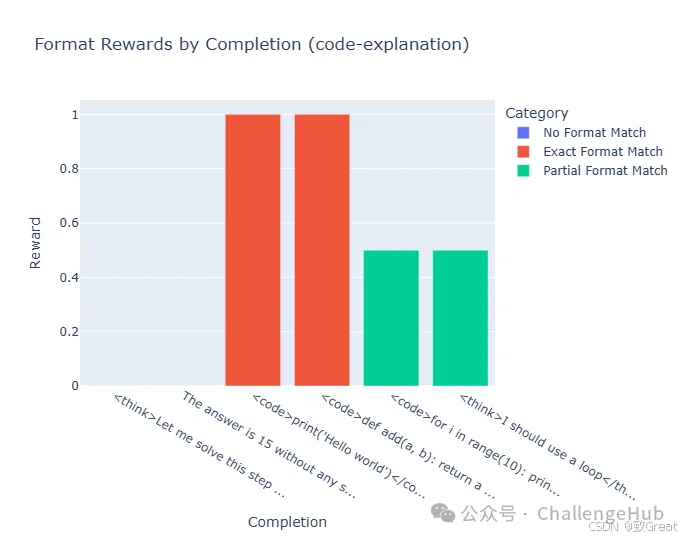 Format Rewards by Completion (code-explanation)
Category
No Format Match
Exact Format Match
Partial Format Match
Reward
1
0.8
0.6
0.4
0.2
0
<think>Let me solve this step ...
The answer is 15 without any s...
<code>print('Hello world')</co...
<code>def add(a, b): return a ...
<code>for i in range(10): prin...
<think>I should use a loop</th...
Completion
公众号 · ChallengeHub
CSDN @致Great